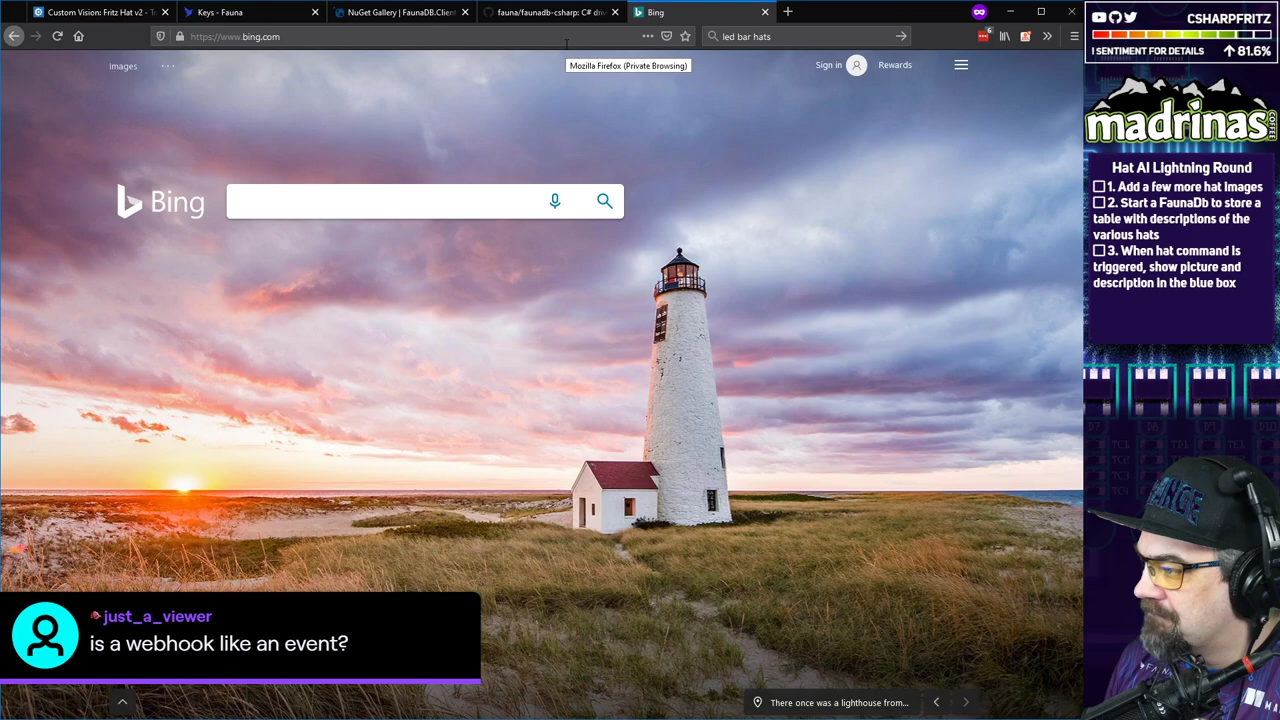 Custom Vision: Fritz Hat v2 - Tr
Keys - Fauna
NuGet Gallery | FaunaDB.Client
fauna/faunadb-csharp: C# driv
Bing
https://www.bing.com
led bar hats
6
Mozilla Firefox (Private Browsing)
Images
Sign in
Rewards
Bing
There once was a lighthouse from...
just_a_viewer
is a webhook like an event?
CSHARPFRITZ
! SENTIMENT FOR DETAILS
81.6%
madrinas
COFFEE
Hat AI Lightning Round
1. Add a few more hat images
2. Start a FaunaDb to store a
table with descriptions of the
various hats
3. When hat command is
triggered, show picture and
description in the blue box